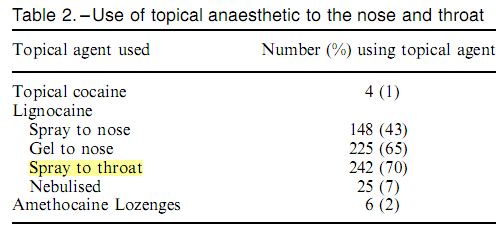 Table 2. – Use of topical anaesthetic to the nose and throat
Topical agent used Number (%) using topical agent
Topical cocaine 4 (1)
Lignocaine
Spray to nose 148 (43)
Gel to nose 225 (65)
Spray to throat 242 (70)
Nebulised 25 (7)
Amethocaine Lozenges 6 (2)